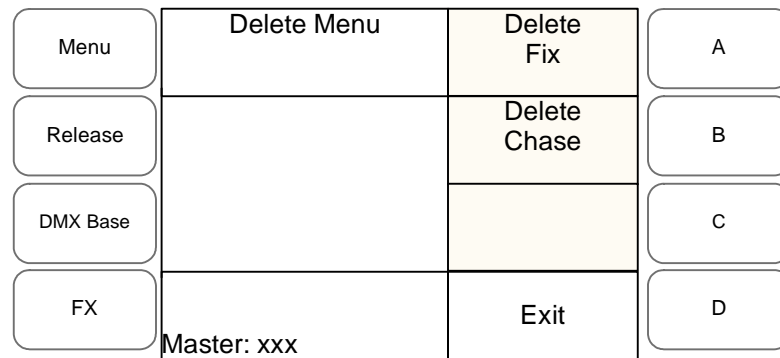 Menu
Delete Menu
Delete
Fix
A
Release
Delete
Chase
B
DMX Base
C
FX
Master: xxx
Exit
D